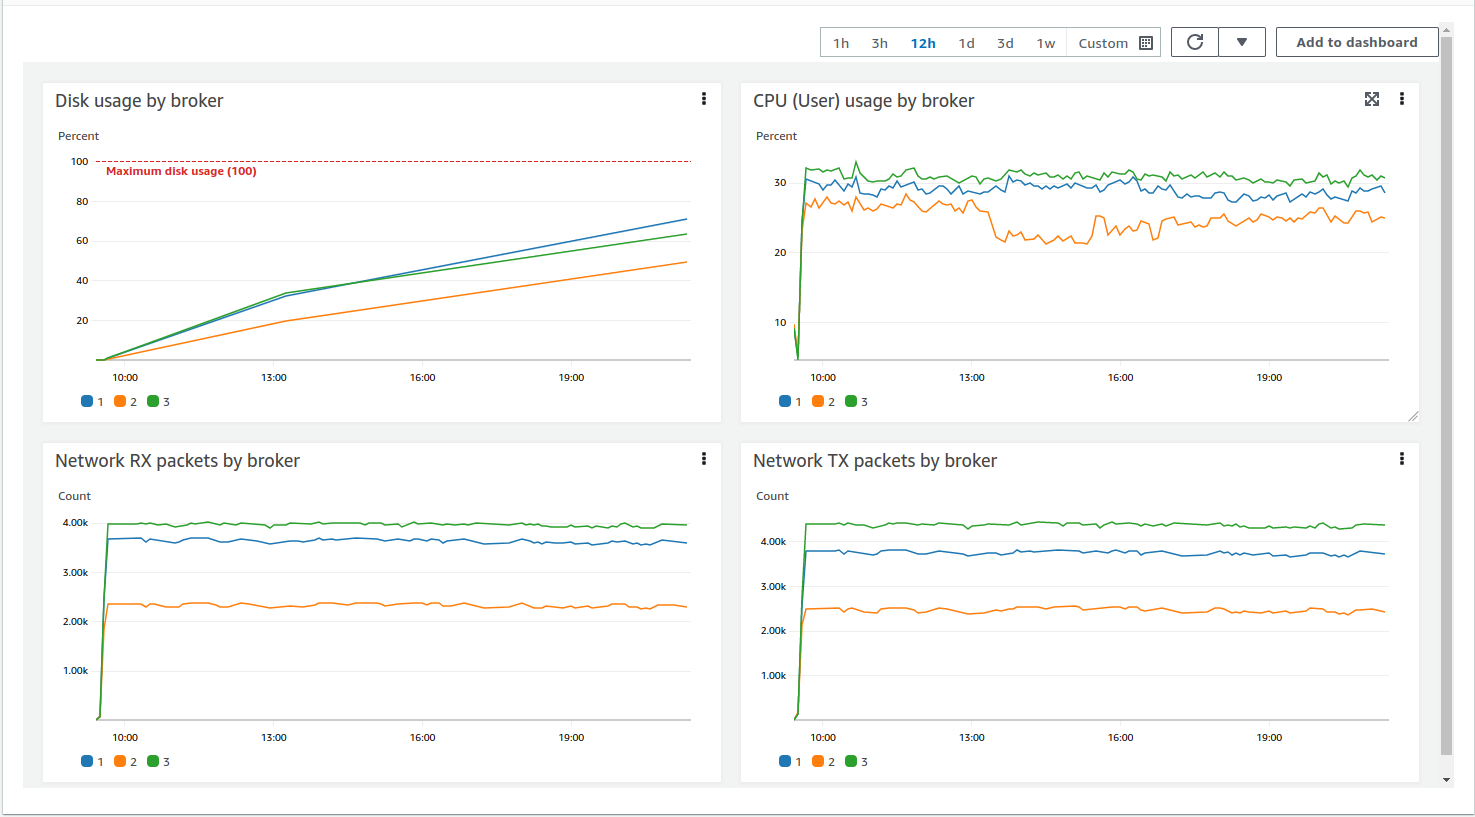 1h 3h 12h 1d 3d 1w Custom Add to dashboard
Disk usage by broker
Percent
100
Maximum disk usage (100)
80
60
40
20
10:00 13:00 16:00 19:00
1 2 3
CPU (User) usage by broker
Percent
30
20
10
10:00 13:00 16:00 19:00
1 2 3
Network RX packets by broker
Count
4.00k
3.00k
2.00k
1.00k
10:00 13:00 16:00 19:00
1 2 3
Network TX packets by broker
Count
4.00k
3.00k
2.00k
1.00k
10:00 13:00 16:00 19:00
1 2 3